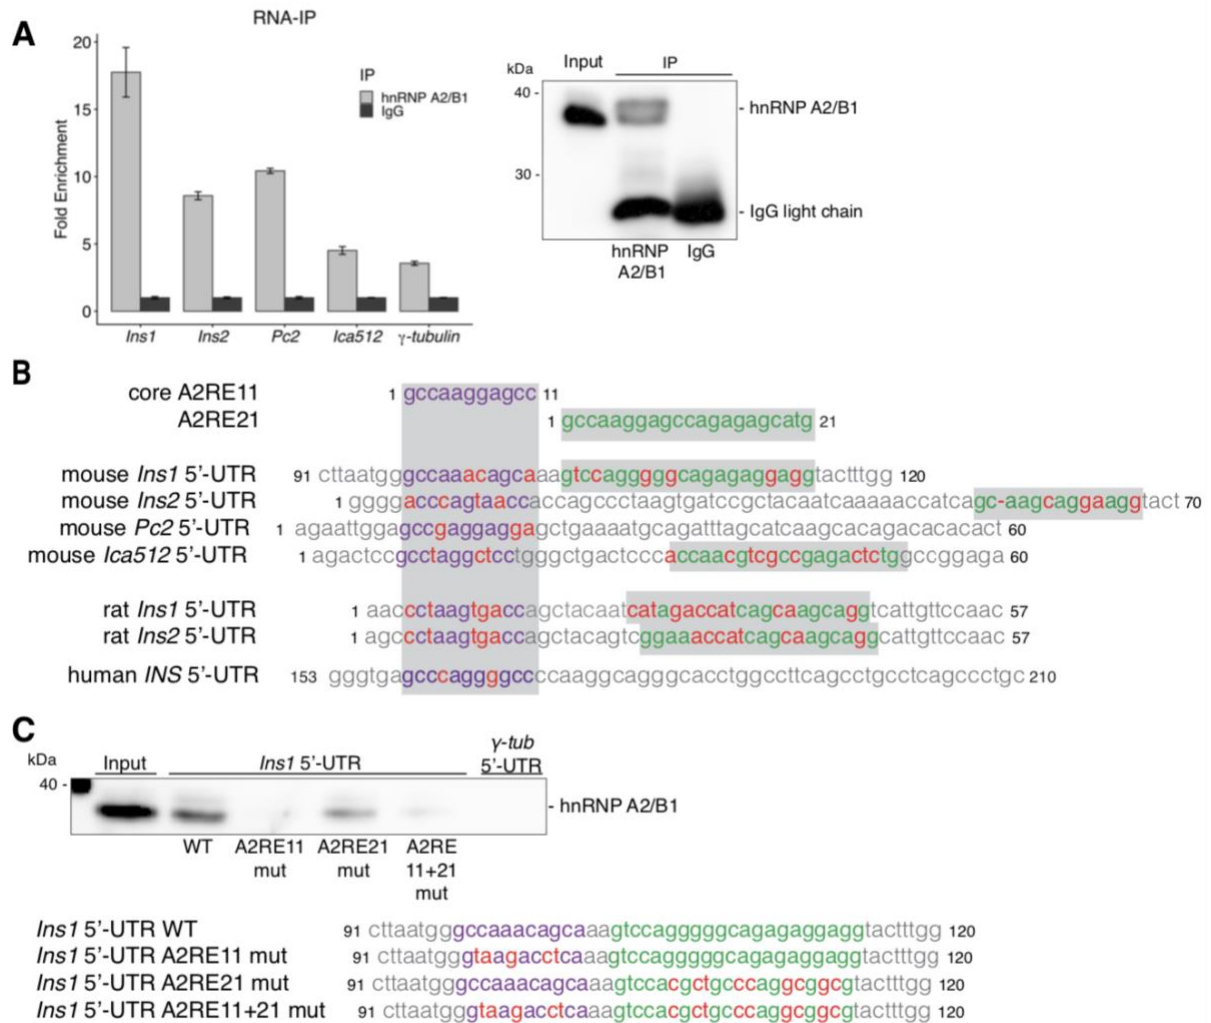 A
RNA-IP
20
15
10
5
0
Fold Enrichment
IP
hnRNP A2/B1
IgG
Ins1 Ins2 Pc2 Ica512 γ-tubulin
kDa Input IP
40 - - hnRNP A2/B1
30 -
- IgG light chain
hnRNP IgG
A2/B1
B
core A2RE11 1 gccaaggagcc 11
A2RE21 1 gccaaggagccagagagcatg 21
mouse Ins1 5’-UTR 91 cttaatgggccaaacagcaaagtccagggggcagagaggaggtactttgg 120
mouse Ins2 5’-UTR 1 ggggacccagtaaccaccagccctaagtgatccgctacaatcaaaaaccatcagc-aagcaggaaggtact 70
mouse Pc2 5’-UTR 1 agaattggagccgaggaggagctgaaaatgcagatttagcatcaagcacagacacacact 60
mouse Ica512 5’-UTR 1 agactccgcctaggctcctgggctgactcccaccaacgtcgccgagactctggccggaga 60
rat Ins1 5’-UTR 1 aacccctaagtgaccagctacaatcatagaccatcagcaagcaggtcattgttccaac 57
rat Ins2 5’-UTR 1 agcccctaagtgaccagctacagtcggaaaccatcagcaagcaggcattgttccaac 57
human INS 5’-UTR 153 gggtgagcccaggggccccaaggcagggcacctggccttcagcctgcctcagccctgc 210
C
γ-tub
kDa Input Ins1 5’-UTR 5’-UTR
40 - - hnRNP A2/B1
WT A2RE11 A2RE21 A2RE
mut mut 11+21
mut
Ins1 5’-UTR WT 91 cttaatgggccaaacagcaaagtccagggggcagagaggaggtactttgg 120
Ins1 5’-UTR A2RE11 mut 91 cttaatgggtaagacctcaaagtccagggggcagagaggaggtactttgg 120
Ins1 5’-UTR A2RE21 mut 91 cttaatgggccaaacagcaaagtccacgctgcccaggcggcgtactttgg 120
Ins1 5’-UTR A2RE11+21 mut 91 cttaatgggtaagacctcaaagtccacgctgcccaggcggcgtactttgg 120